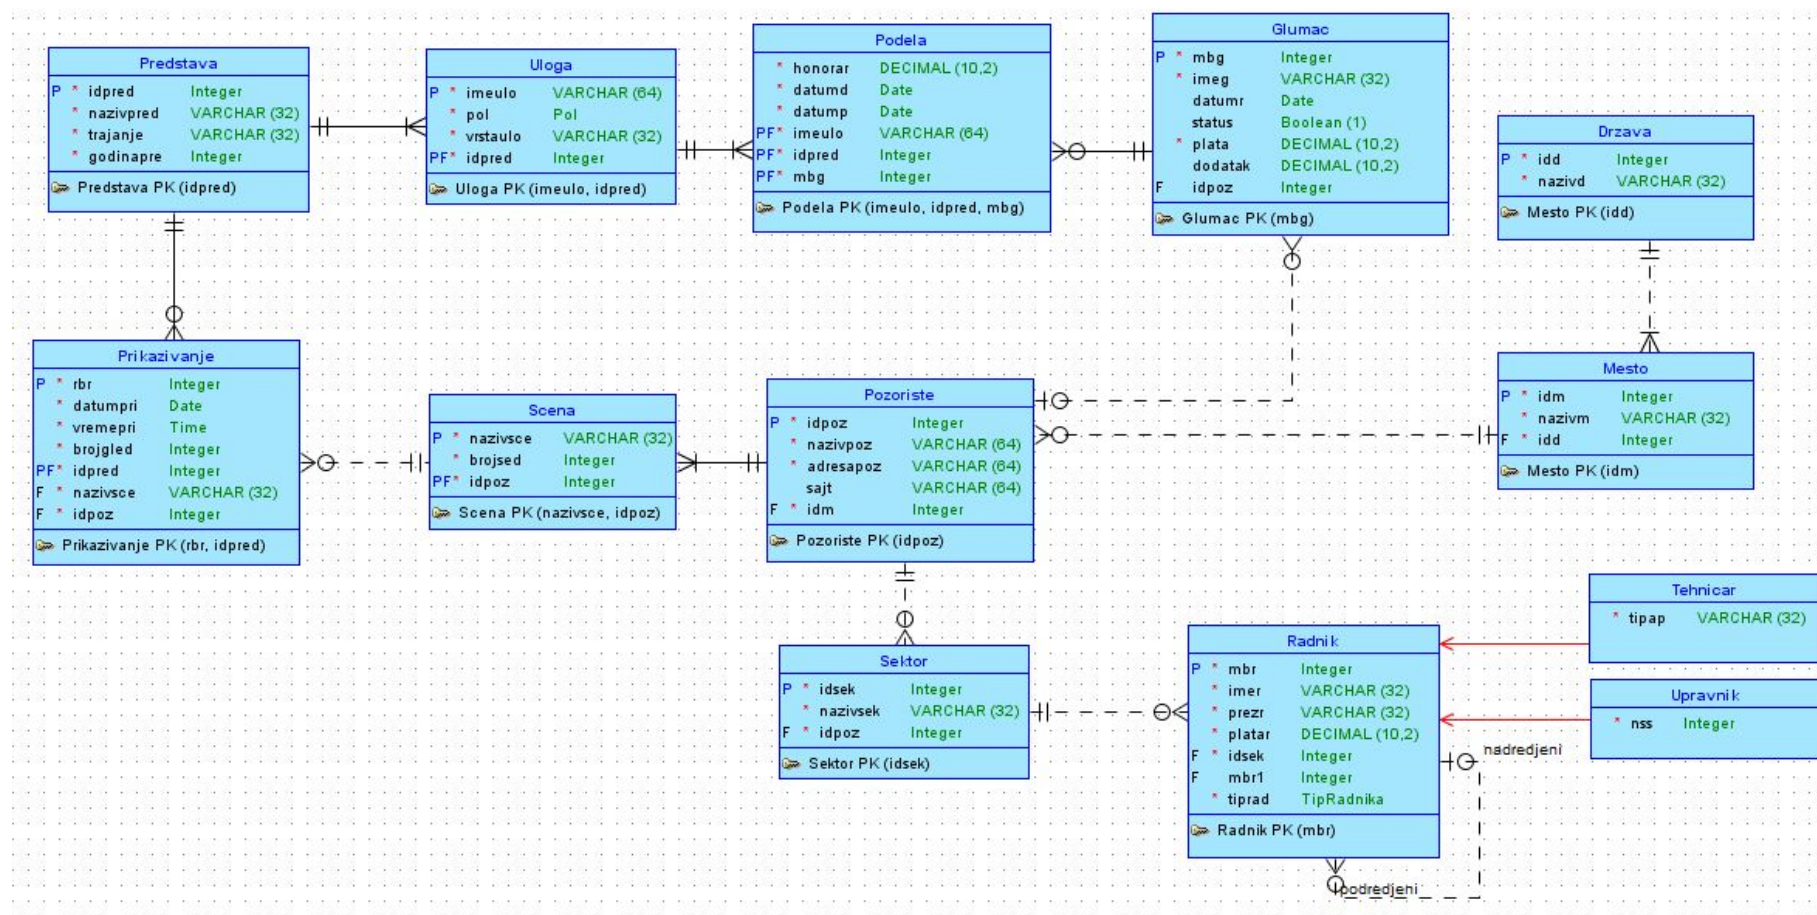 Predstava
P * idpred Integer
* nazivpred VARCHAR (32)
* trajanje VARCHAR (32)
* godinapre Integer
Predstava PK (idpred)
Uloga
P * imeulo VARCHAR (64)
* pol Pol
* vrstaulo VARCHAR (32)
PF* idpred Integer
Uloga PK (imeulo, idpred)
Podela
* honorar DECIMAL (10,2)
* datumd Date
* datump Date
PF* imeulo VARCHAR (64)
PF* idpred Integer
PF* mbg Integer
Podela PK (imeulo, idpred, mbg)
Glumac
P * mbg Integer
* imeg VARCHAR (32)
datumr Date
status Boolean (1)
* plata DECIMAL (10,2)
dodatak DECIMAL (10,2)
F idpoz Integer
Glumac PK (mbg)
Drzava
P * idd Integer
* nazivd VARCHAR (32)
Mesto PK (idd)
Prikazivanje
P * rbr Integer
* datumpri Date
* vremepri Time
* brojgled Integer
PF* idpred Integer
F * nazivsce VARCHAR (32)
F * idpoz Integer
Prikazivanje PK (rbr, idpred)
Scena
P * nazivsce VARCHAR (32)
* brojsed Integer
PF* idpoz Integer
Scena PK (nazivsce, idpoz)
Pozoriste
P * idpoz Integer
* nazivpoz VARCHAR (64)
* adresapoz VARCHAR (64)
sajt VARCHAR (64)
F * idm Integer
Pozoriste PK (idpoz)
Mesto
P * idm Integer
* nazivm VARCHAR (32)
F * idd Integer
Mesto PK (idm)
Sektor
P * idsek Integer
* nazivsek VARCHAR (32)
F * idpoz Integer
Sektor PK (idsek)
Radnik
P * mbr Integer
* imer VARCHAR (32)
* prezr VARCHAR (32)
* platar DECIMAL (10,2)
F * idsek Integer
F mbr1 Integer
* tiprad TipRadnika
Radnik PK (mbr)
Tehnicar
* tipap VARCHAR (32)
Upravnik
* nss Integer
nadredjeni
podredjeni